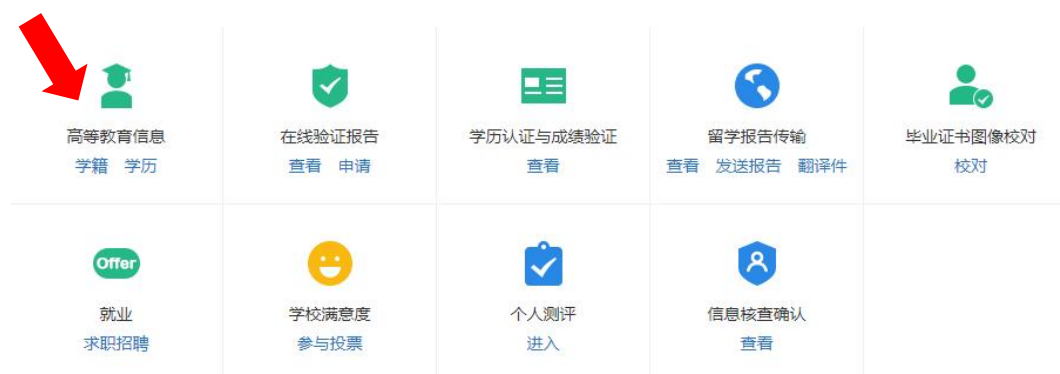 高等教育信息
学籍 学历
在线验证报告
查看 申请
学历认证与成绩验证
查看
留学报告传输
查看 发送报告 翻译件
毕业证书图像校对
校对
Offer
就业
求职招聘
学校满意度
参与投票
个人测评
进入
信息核查确认
查看